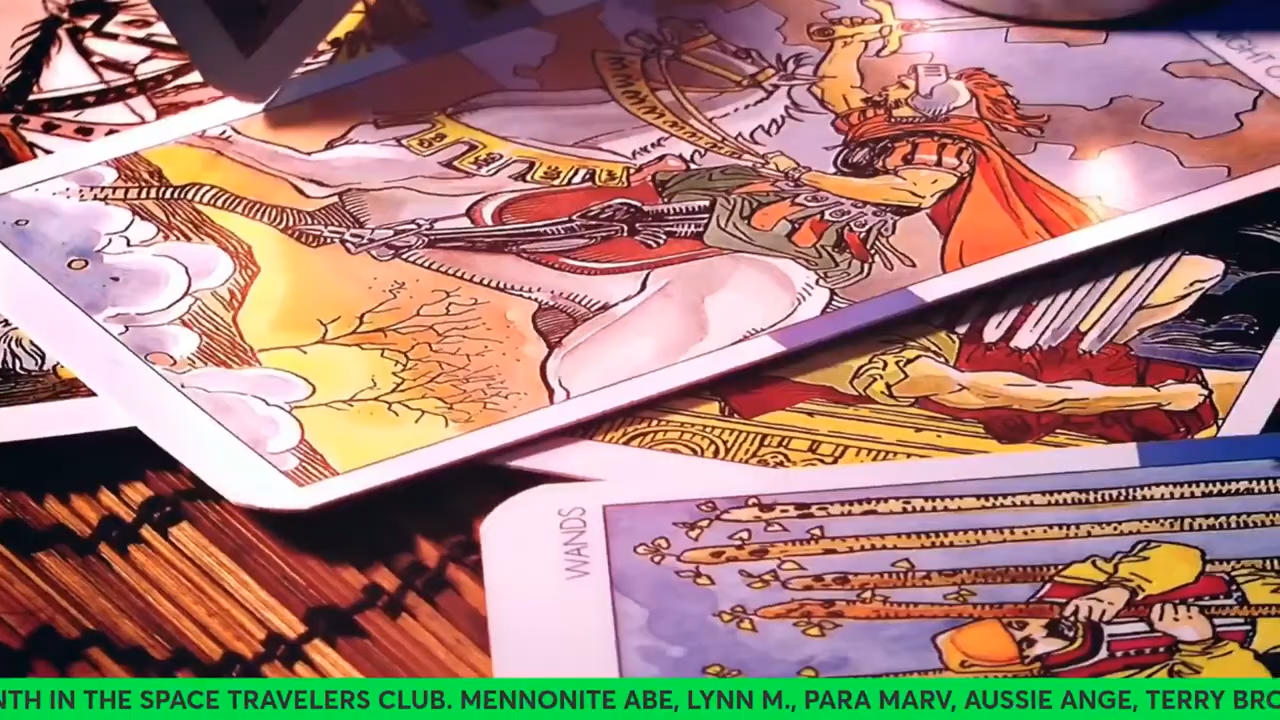 WANDS
NTH IN THE SPACE TRAVELERS CLUB. MENNONITE ABE, LYNN M., PARA MARV, AUSSIE ANGE, TERRY BRO